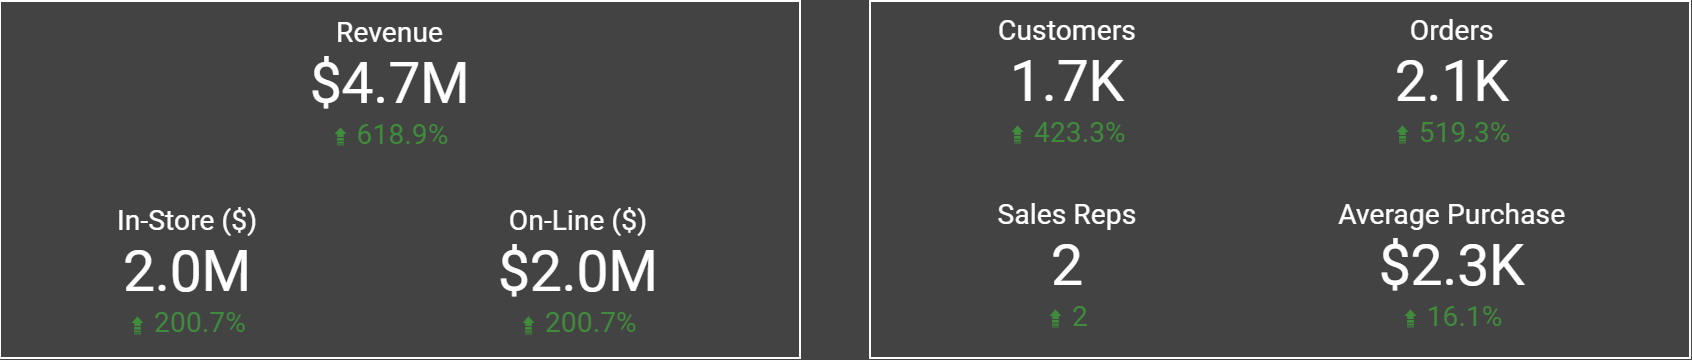 Revenue
$4.7M
618.9%
In-Store ($)
2.0M
200.7%
On-Line ($)
$2.0M
200.7%
Customers
1.7K
423.3%
Orders
2.1K
519.3%
Sales Reps
2
2
Average Purchase
$2.3K
16.1%